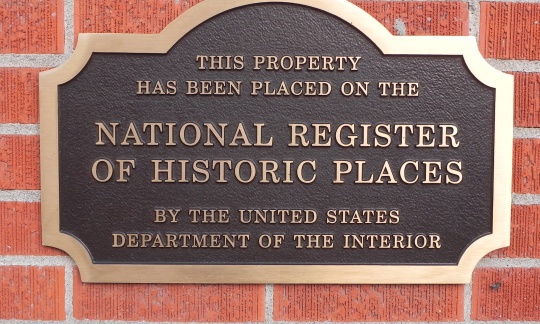 THIS PROPERTY
HAS BEEN PLACED ON THE
NATIONAL REGISTER
OF HISTORIC PLACES
BY THE UNITED STATES
DEPARTMENT OF THE INTERIOR